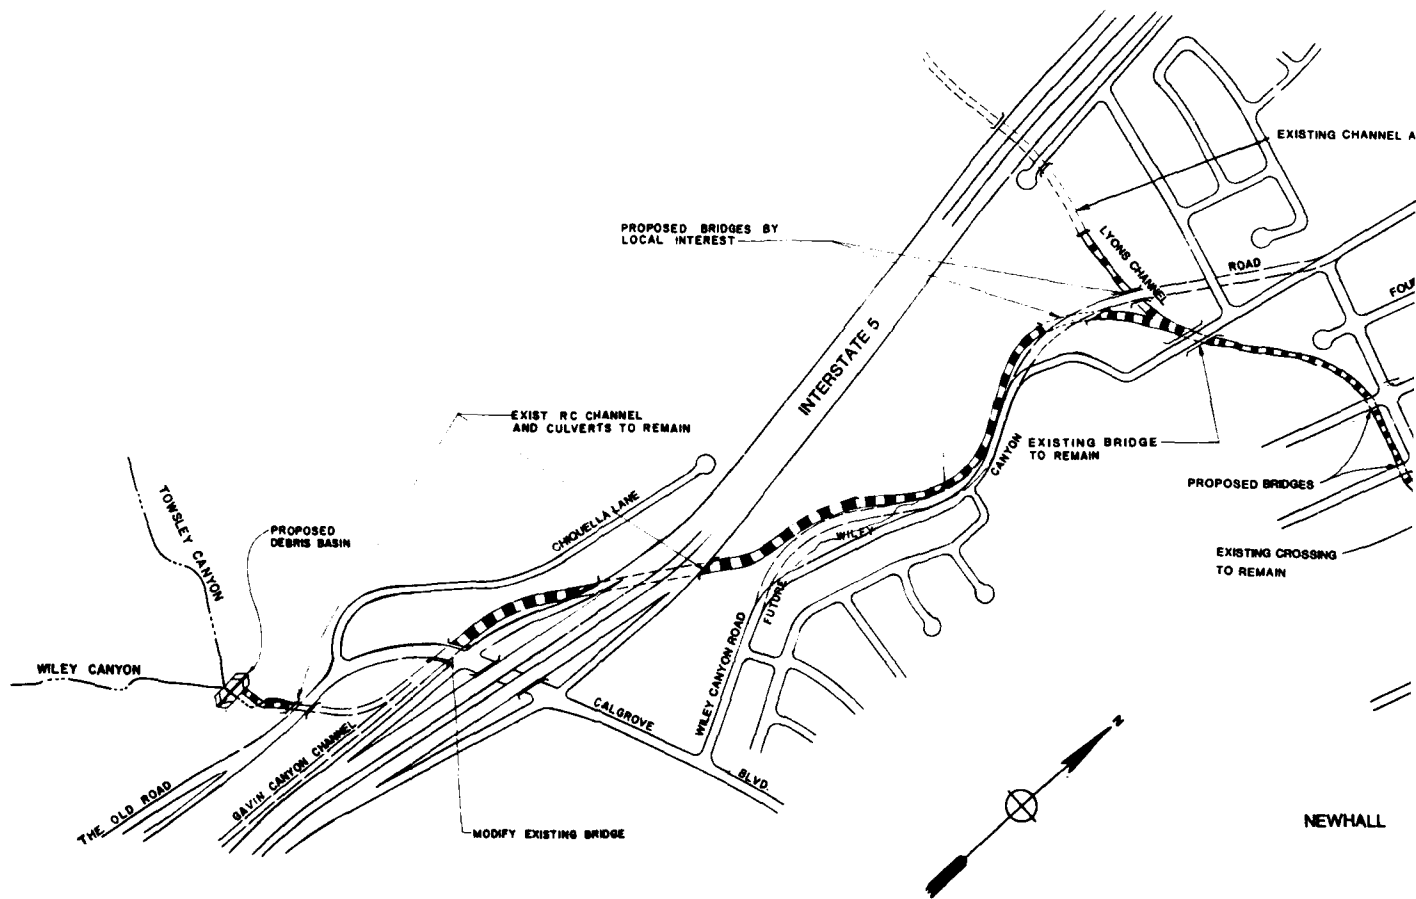 EXISTING CHANNEL A
PROPOSED BRIDGES BY
LOCAL INTEREST
LYONS CHANNEL
ROAD
FOU
INTERSTATE 5
EXIST RC CHANNEL
AND CULVERTS TO REMAIN
EXISTING BRIDGE
TO REMAIN
CANYON
PROPOSED BRIDGES
TOWSLEY CANYON
PROPOSED
DEBRIS BASIN
CHIQUELLA LANE
WILEY
EXISTING CROSSING
TO REMAIN
FUTURE
WILEY CANYON
WILEY CANYON ROAD
CALGROVE
BLVD.
GAVIN CANYON CHANNEL
THE OLD ROAD
MODIFY EXISTING BRIDGE
N
NEWHALL